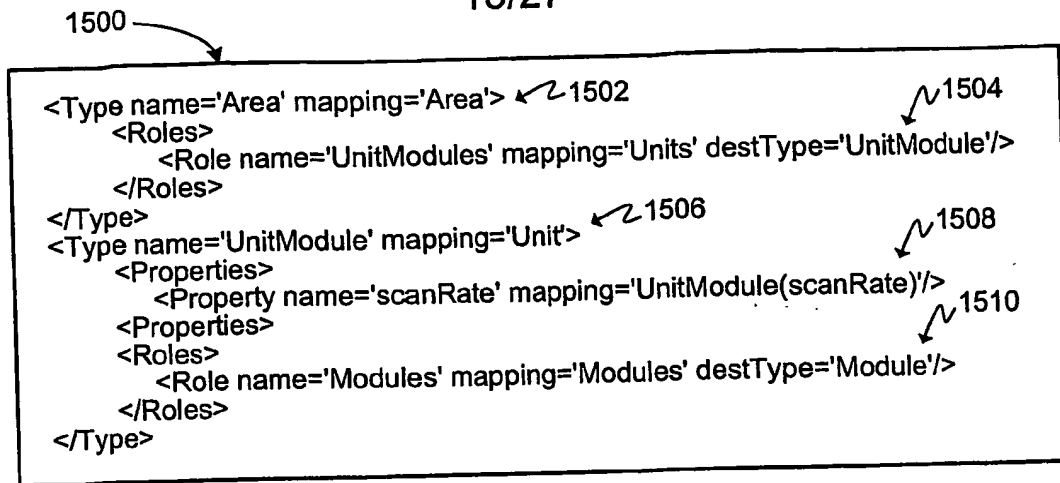 15/27
1500
<Type name='Area' mapping='Area'> 1502
<Roles> 1504
<Role name='UnitModules' mapping='Units' destType='UnitModule'/>
</Roles>
</Type> 1506
<Type name='UnitModule' mapping='Unit'>
<Properties> 1508
<Property name='scanRate' mapping='UnitModule(scanRate)'/>
<Properties> 1510
<Roles>
<Role name='Modules' mapping='Modules' destType='Module'/>
</Roles>
</Type>